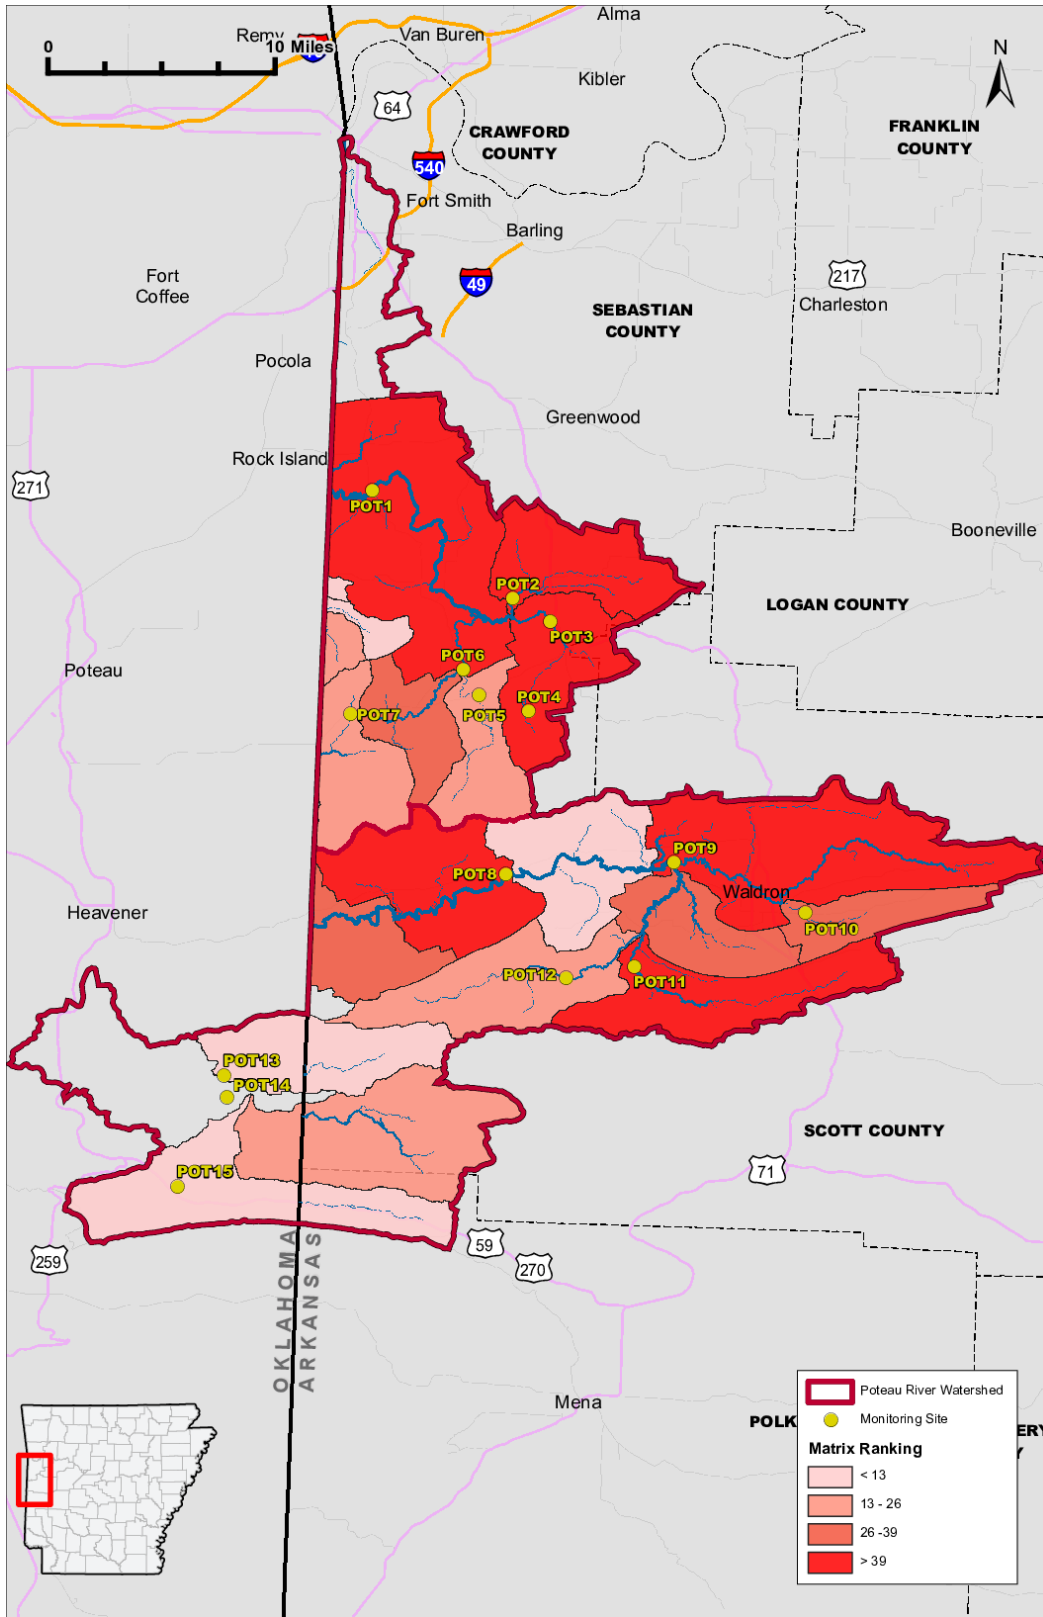 Alma
Remy
Van Buren
0
10 Miles
Kibler
N
64
CRAWFORD
COUNTY
FRANKLIN
COUNTY
540
Fort Smith
Barling
Fort
Coffee
49
217
Charleston
SEBASTIAN
COUNTY
Pocola
Greenwood
Rock Island
271
POT1
Booneville
POT2
LOGAN COUNTY
POT3
POT6
Poteau
POT4
POT5
POT7
POT9
POT8
Waldron
Heavener
POT10
POT12
POT11
POT13
POT14
SCOTT COUNTY
POT15
71
59
259
270
OKLAHOMA
ARKANSAS
Poteau River Watershed
Mena
Monitoring Site
POLK
ERY
Y
Matrix Ranking
< 13
13 - 26
26 -39
> 39